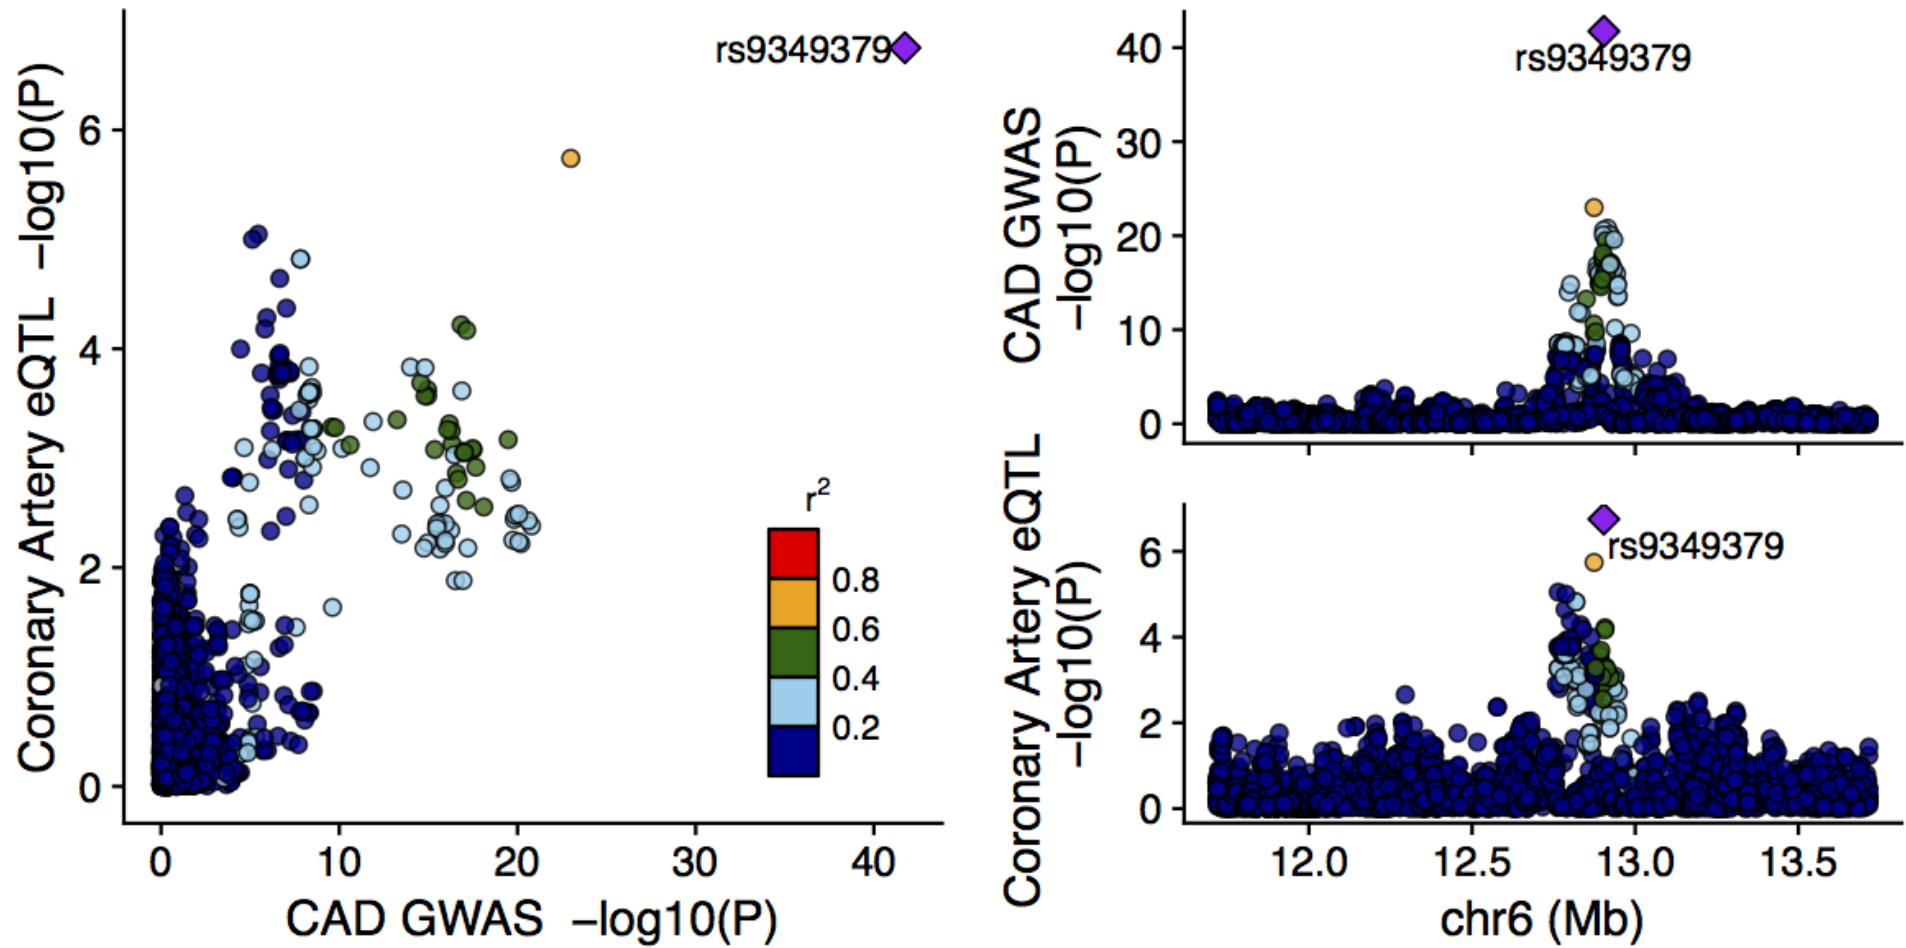 Coronary Artery eQTL −log10(P)
6
4
2
0
rs9349379
r2
0.8
0.6
0.4
0.2
0 10 20 30 40
CAD GWAS −log10(P)
CAD GWAS
−log10(P)
40
30
20
10
0
rs9349379
Coronary Artery eQTL
−log10(P)
6
4
2
0
rs9349379
12.0 12.5 13.0 13.5
chr6 (Mb)